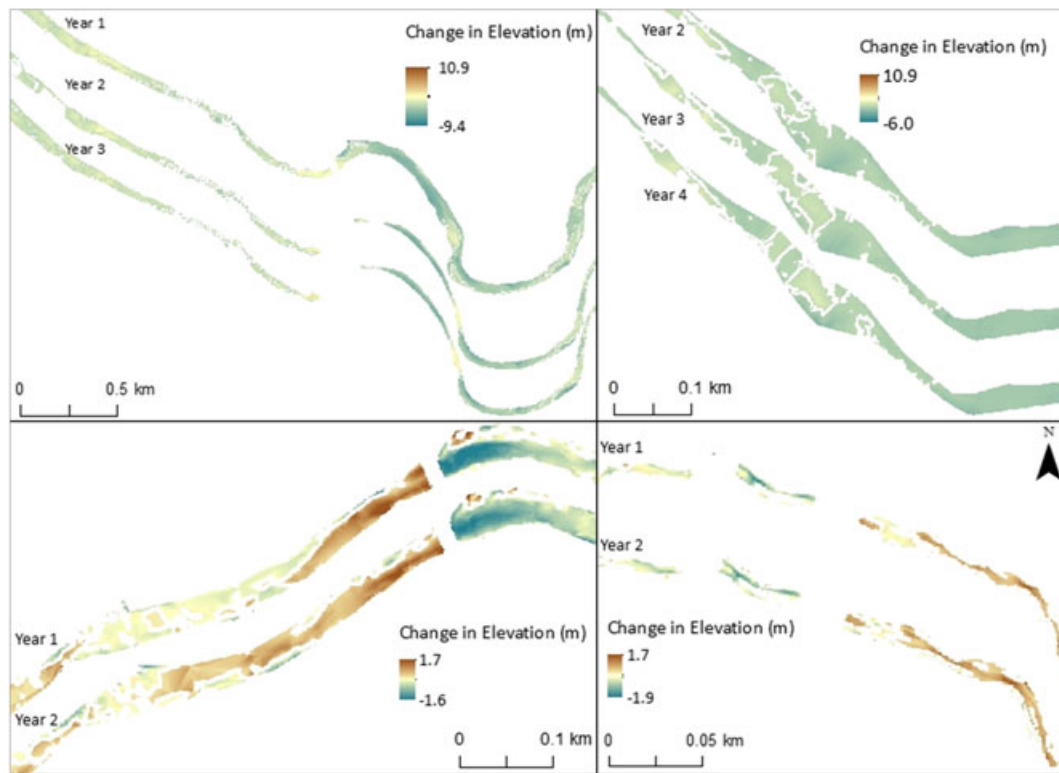 Year 1
Change in Elevation (m)
10.9
-9.4
Year 2
Year 3
0 0.5 km
Year 2
Change in Elevation (m)
10.9
-6.0
Year 3
Year 4
0 0.1 km
Year 1
Change in Elevation (m)
1.7
-1.6
Year 2
0 0.1 km
N
Year 1
Year 2
Change in Elevation (m)
1.7
-1.9
0 0.05 km